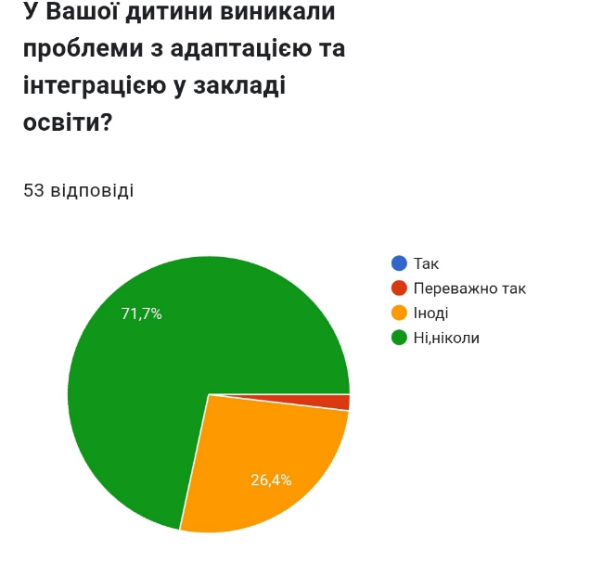 У Вашої дитини виникали
проблеми з адаптацією та
інтеграцією у закладі
освіти?
53 відповіді
Так
Переважно так
Іноді
Ні,ніколи
71,7%
26,4%